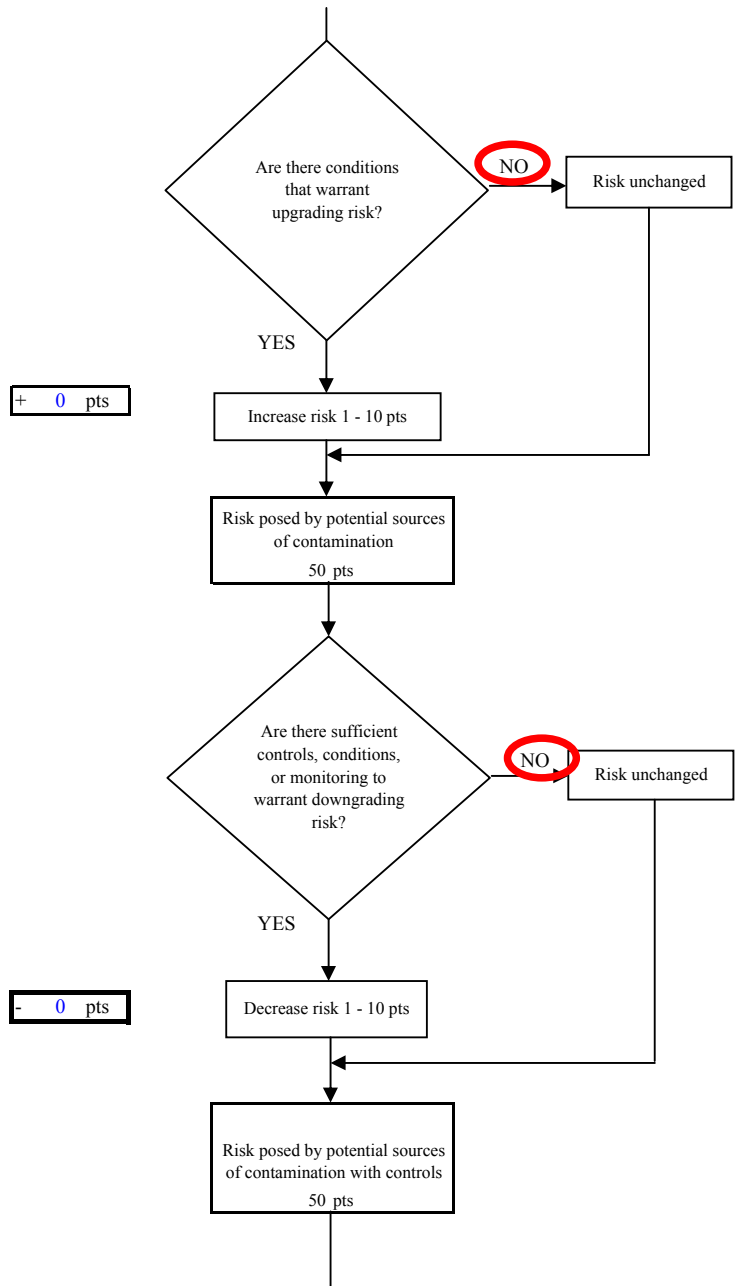 Are there conditions
that warrant
upgrading risk?
NO
Risk unchanged
YES
+ 0 pts
Increase risk 1 - 10 pts
Risk posed by potential sources
of contamination
50 pts
Are there sufficient
controls, conditions,
or monitoring to
warrant downgrading
risk?
NO
Risk unchanged
YES
- 0 pts
Decrease risk 1 - 10 pts
Risk posed by potential sources
of contamination with controls
50 pts